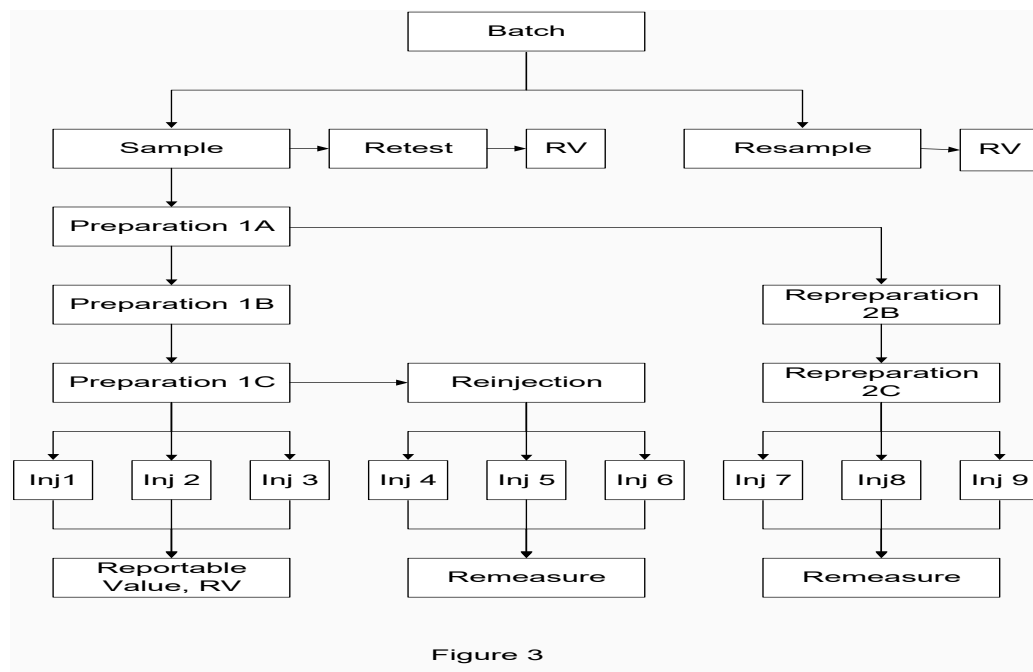 Batch
Sample
Retest
RV
Resample
RV
Preparation 1A
Preparation 1B
Repreparation
2B
Preparation 1C
Reinjection
Repreparation
2C
Inj1
Inj 2
Inj 3
Inj 4
Inj 5
Inj 6
Inj 7
Inj8
Inj 9
Reportable
Value, RV
Remeasure
Remeasure
Figure 3